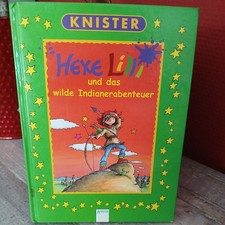 KNISTER
Hexe Lilli
und das
wilde Indianerabenteuer